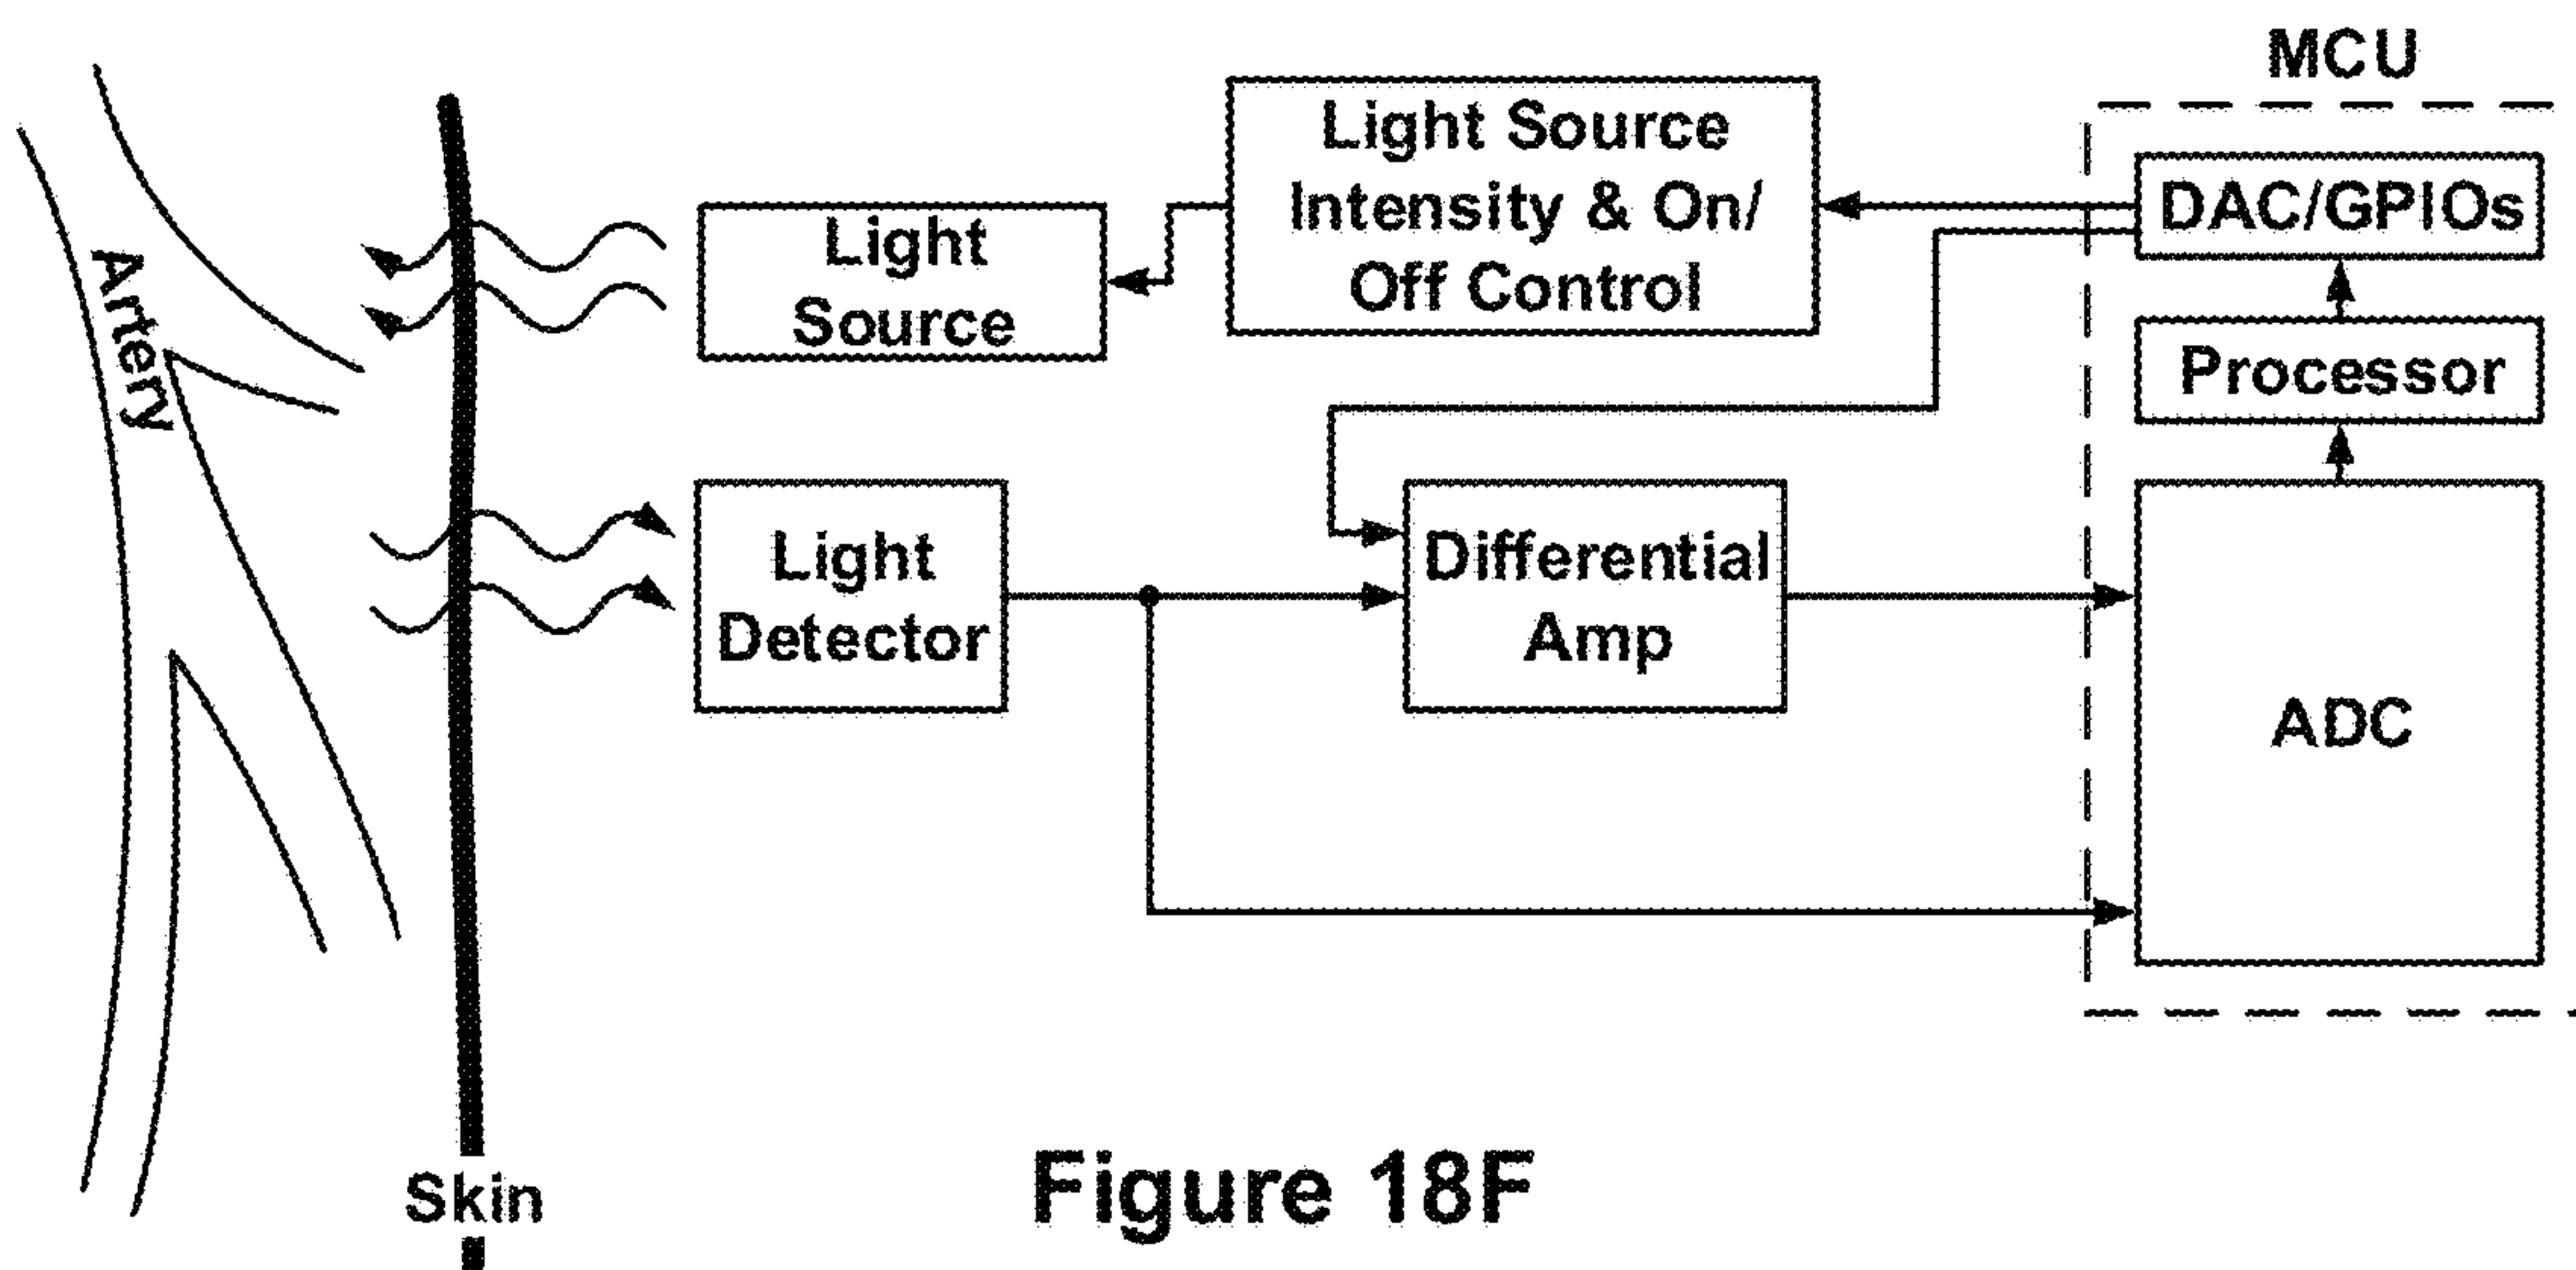 MCU
Light Source
Intensity & On/
Off Control
DAC/GPIOs
Light
Source
Artery
Processor
Light
Detector
Differential
Amp
ADC
Skin
Figure 18F